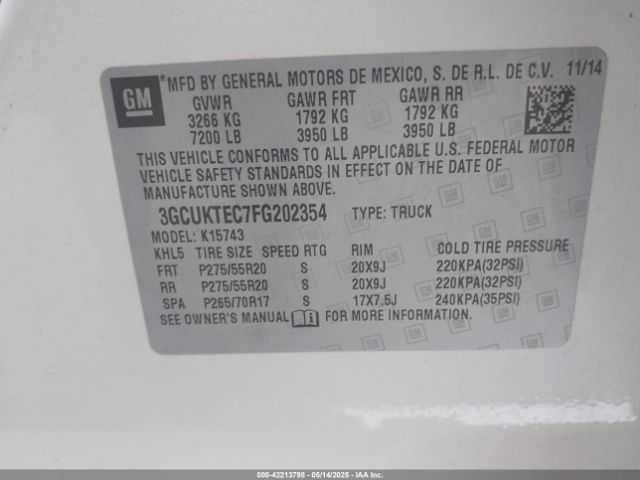 GM
*MFD BY GENERAL MOTORS DE MEXICO, S. DE R.L. DE C.V. 11/14
GVWR GAWR FRT GAWR RR
3266 KG 1792 KG 1792 KG
7200 LB 3950 LB 3950 LB
THIS VEHICLE CONFORMS TO ALL APPLICABLE U.S. FEDERAL MOTOR
VEHICLE SAFETY STANDARDS IN EFFECT ON THE DATE OF
MANUFACTURE SHOWN ABOVE.
3GCUKTEC7FG202354 TYPE: TRUCK
MODEL: K15743
KHL5 TIRE SIZE SPEED RTG RIM COLD TIRE PRESSURE
FRT P275/55R20 S 20X9J 220KPA(32PSI)
RR P275/55R20 S 20X9J 220KPA(32PSI)
SPA P265/70R17 S 17X7.5J 240KPA(35PSI)
SEE OWNER'S MANUAL FOR MORE INFORMATION.
000-42213798 - 05/14/2025 - IAAI.COM